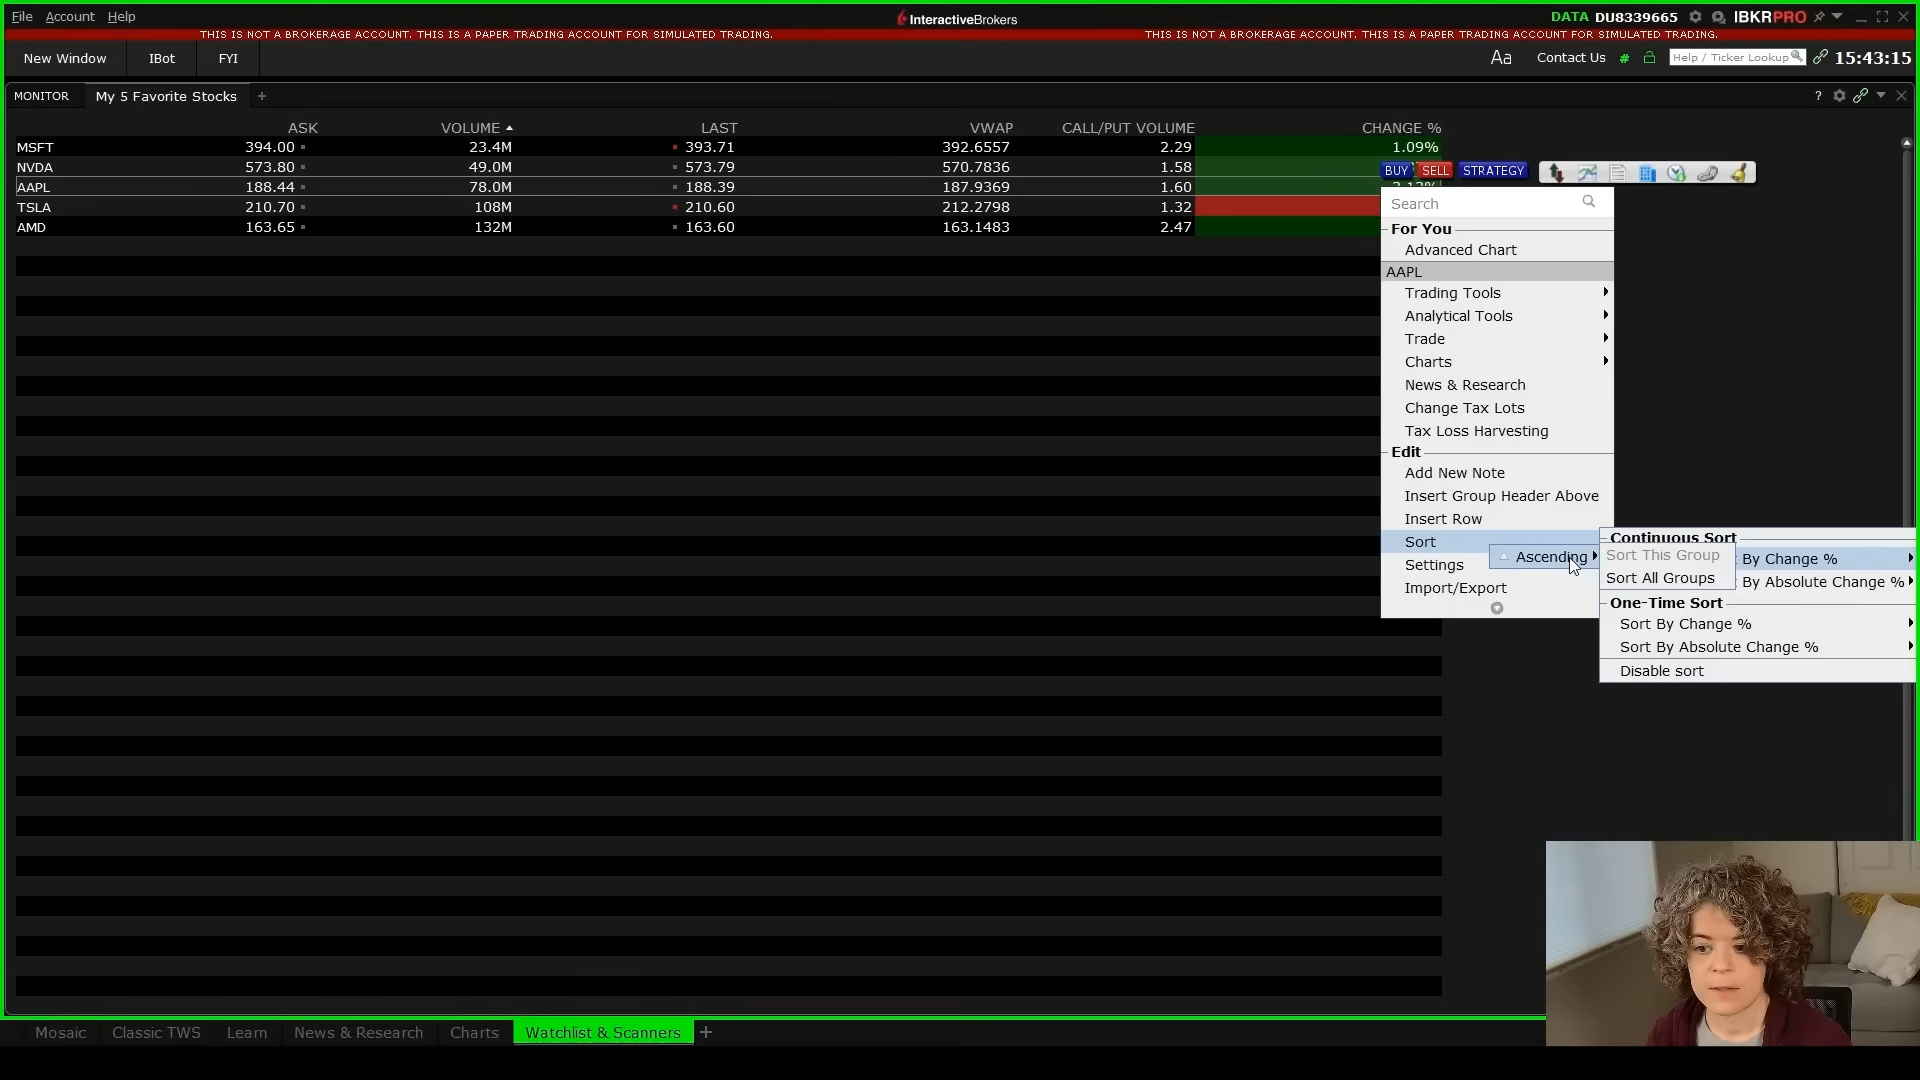 File Account Help
InteractiveBrokers
DATA DU8339665 IBKRPRO
THIS IS NOT A BROKERAGE ACCOUNT. THIS IS A PAPER TRADING ACCOUNT FOR SIMULATED TRADING. THIS IS NOT A BROKERAGE ACCOUNT. THIS IS A PAPER TRADING ACCOUNT FOR SIMULATED TRADING.
New Window IBot FYI Aa Contact Us # Help / Ticker Lookup 15:43:15
MONITOR My 5 Favorite Stocks + ?
ASK VOLUME LAST VWAP CALL/PUT VOLUME CHANGE %
MSFT 394.00 23.4M 393.71 392.6557 2.29 1.09%
NVDA 573.80 49.0M 573.79 570.7836 1.58
BUY SELL STRATEGY
AAPL 188.44 78.0M 188.39 187.9369 1.60
TSLA 210.70 108M 210.60 212.2798 1.32
AMD 163.65 132M 163.60 163.1483 2.47
Search
For You
Advanced Chart
AAPL
Trading Tools
Analytical Tools
Trade
Charts
News & Research
Change Tax Lots
Tax Loss Harvesting
Edit
Add New Note
Insert Group Header Above
Insert Row
Sort
Settings
Import/Export
Ascending
Sort This Group
Sort All Groups
Continuous Sort
By Change %
By Absolute Change %
One-Time Sort
Sort By Change %
Sort By Absolute Change %
Disable sort
Mosaic Classic TWS Learn News & Research Charts Watchlist & Scanners +